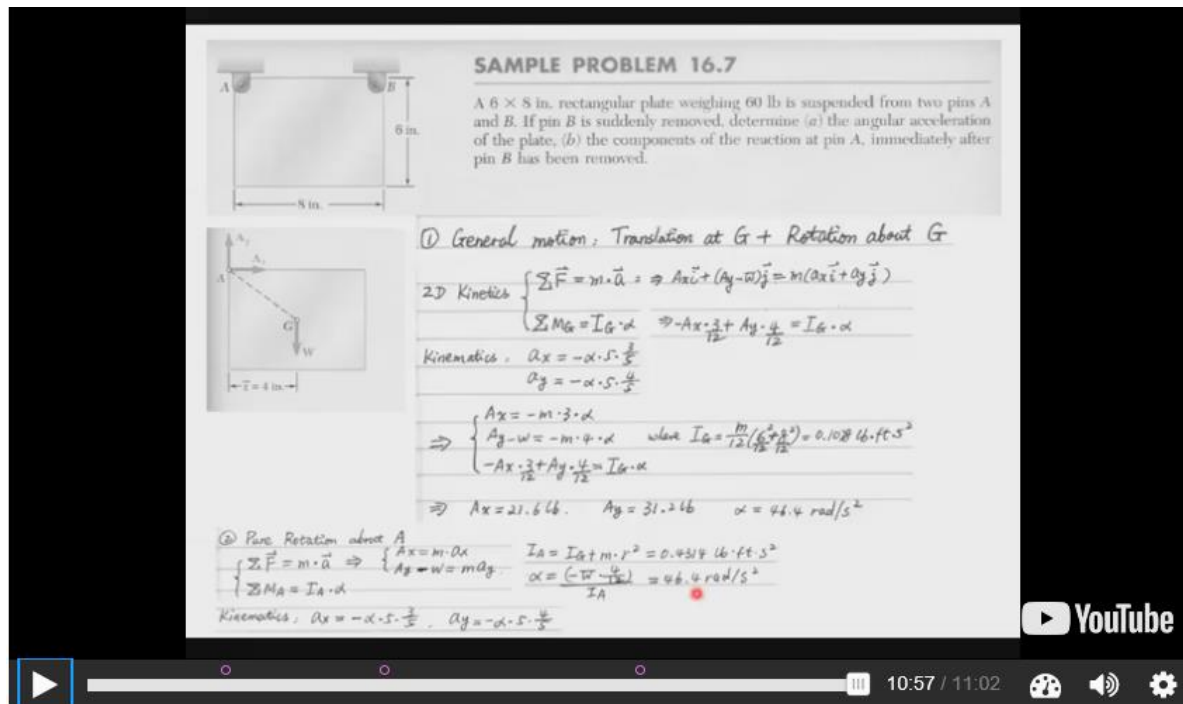 SAMPLE PROBLEM 16.7
A 6 × 8 in. rectangular plate weighing 60 lb is suspended from two pins A
and B. If pin B is suddenly removed, determine (a) the angular acceleration
of the plate, (b) the components of the reaction at pin A, immediately after
pin B has been removed.
A
B
6 in.
8 in.
① General motion: Translation at G + Rotation about G
2D Kinetics { ΣF⃗ = m·a⃗ : ⇒ Axi⃗ + (Ay-W)j⃗ = m(axi⃗ + ayj⃗)
ΣMG = IG·α ⇒ -Ax·3/12 + Ay·4/12 = IG·α
Kinematics: ax = -α·5·3/5
ay = -α·5·4/5
Ay
Ax
A
G
W
x̄ = 4 in.
⇒ { Ax = -m·3·α
Ay-W = -m·4·α where IG = m/12(6²/12 + 8²/12) = 0.1078 lb·ft·s²
-Ax·3/12 + Ay·4/12 = IG·α
⇒ Ax = 21.6 lb. Ay = 31.2 lb α = 46.4 rad/s²
② Pure Rotation about A
{ ΣF⃗ = m·a⃗ ⇒ { Ax = m·ax
Ay-W = may
ΣMA = IA·α
IA = IG + m·r² = 0.4314 lb·ft·s²
α = (-W·4/12)/IA = 46.4 rad/s²
Kinematics: ax = -α·5·3/5, ay = -α·5·4/5
YouTube
10:57 / 11:02